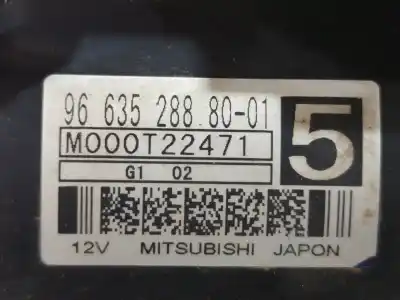 96 635 288 80-01
5
M000T22471
G1 02
12V MITSUBISHI JAPON